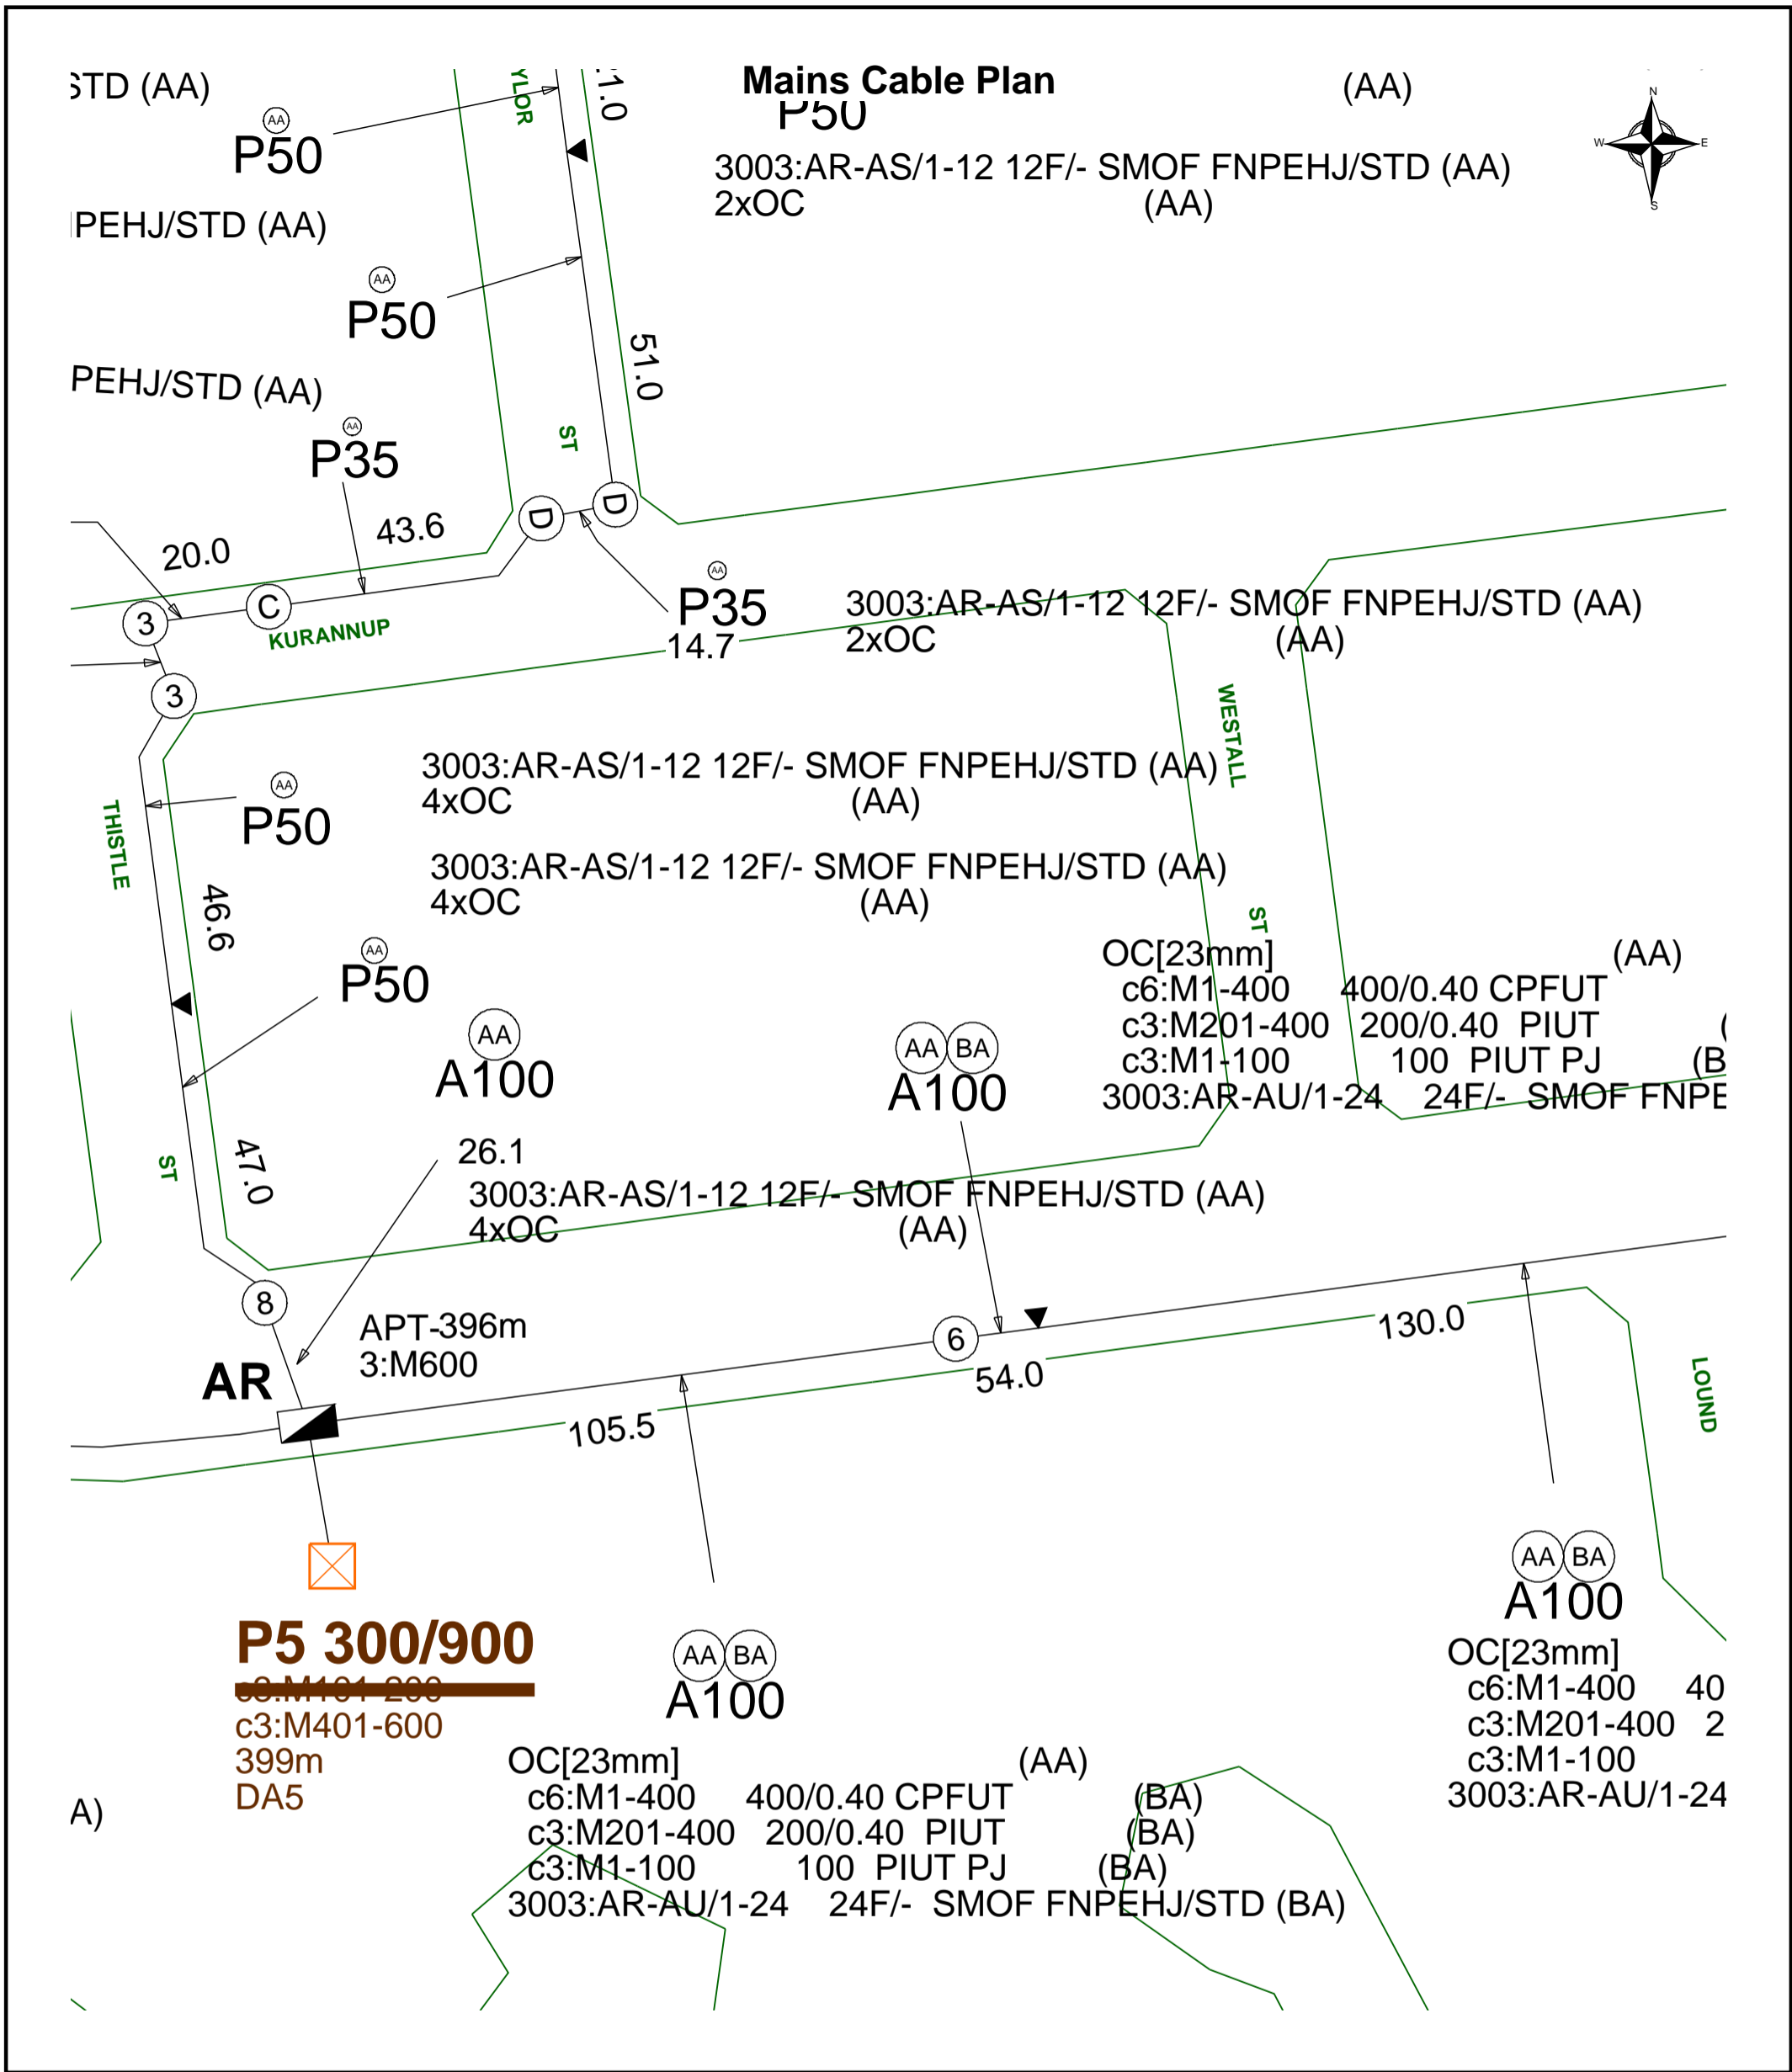 Mains Cable Plan
STD (AA)
(AA)
N
W E
S
AA
P50
YLOR
P50
3003:AR-AS/1-12 12F/- SMOF FNPEHJ/STD (AA)
2xOC (AA)
PEHJ/STD (AA)
AA
P50
51.0
PEHJ/STD (AA)
AA
P35
ST
D D
20.0
43.6
3
C
KURANNUP
AA
P35
14.7
3003:AR-AS/1-12 12F/- SMOF FNPEHJ/STD (AA)
2xOC (AA)
3
WESTALL
ST
3003:AR-AS/1-12 12F/- SMOF FNPEHJ/STD (AA)
4xOC (AA)
AA
P50
THISTLE
46.6
3003:AR-AS/1-12 12F/- SMOF FNPEHJ/STD (AA)
4xOC (AA)
AA
P50
OC[23mm] (AA)
c6:M1-400 400/0.40 CPFUT
c3:M201-400 200/0.40 PIUT (
c3:M1-100 100 PIUT PJ (B
3003:AR-AU/1-24 24F/- SMOF FNPE
AA
A100
AA BA
A100
ST
47.0
26.1
3003:AR-AS/1-12 12F/- SMOF FNPEHJ/STD (AA)
4xOC (AA)
8
APT-396m
3:M600
AR
6
130.0
54.0
105.5
LOUND
P5 300/900
c3:M401-600
399m
DA5
AA BA
A100
AA BA
A100
OC[23mm]
c6:M1-400 40
c3:M201-400 2
c3:M1-100
3003:AR-AU/1-24
A)
OC[23mm] (AA)
c6:M1-400 400/0.40 CPFUT (BA)
c3:M201-400 200/0.40 PIUT (BA)
c3:M1-100 100 PIUT PJ (BA)
3003:AR-AU/1-24 24F/- SMOF FNPEHJ/STD (BA)